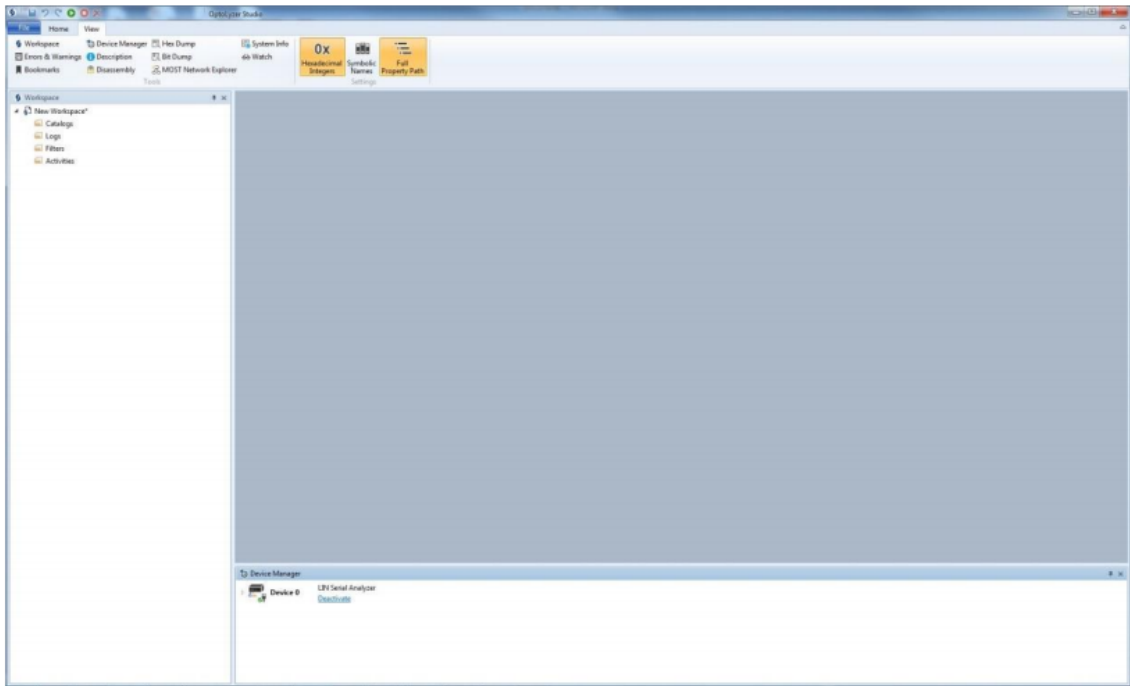 OptoLyzer Studio
File Home View
Workspace Device Manager Hex Dump System Info
Errors & Warnings Description Bit Dump Watch
Bookmarks Disassembly MOST Network Explorer
Tools
0x
Hexadecimal Integers
Symbolic Names
Full Property Path
Settings
Workspace
New Workspace*
Catalogs
Logs
Filters
Activities
Device Manager
Device 0 LIN Serial Analyzer
Deactivate